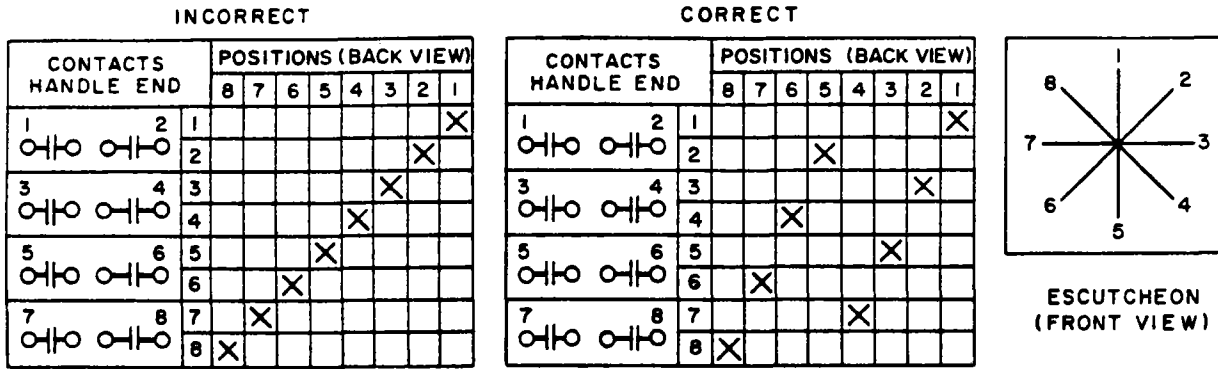 INCORRECT
CONTACTS HANDLE END
POSITIONS (BACK VIEW)
8 7 6 5 4 3 2 1
1 2
1
2
3 4
3
4
5 6
5
6
7 8
7
8
CORRECT
CONTACTS HANDLE END
POSITIONS (BACK VIEW)
8 7 6 5 4 3 2 1
1 2
1
2
3 4
3
4
5 6
5
6
7 8
7
8
1
8 2
7 3
6 4
5
ESCUTCHEON
(FRONT VIEW)